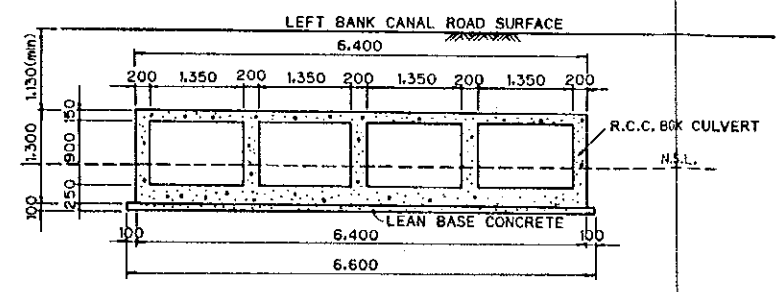 LEFT BANK CANAL ROAD SURFACE
6.400
200 1.350 200 1.350 200 1.350 200 1.350 200
1.130(min)
150
R.C.C. BOX CULVERT
1.300
900
N.S.L.
250
100
LEAN BASE CONCRETE
100 6.400 100
6.600